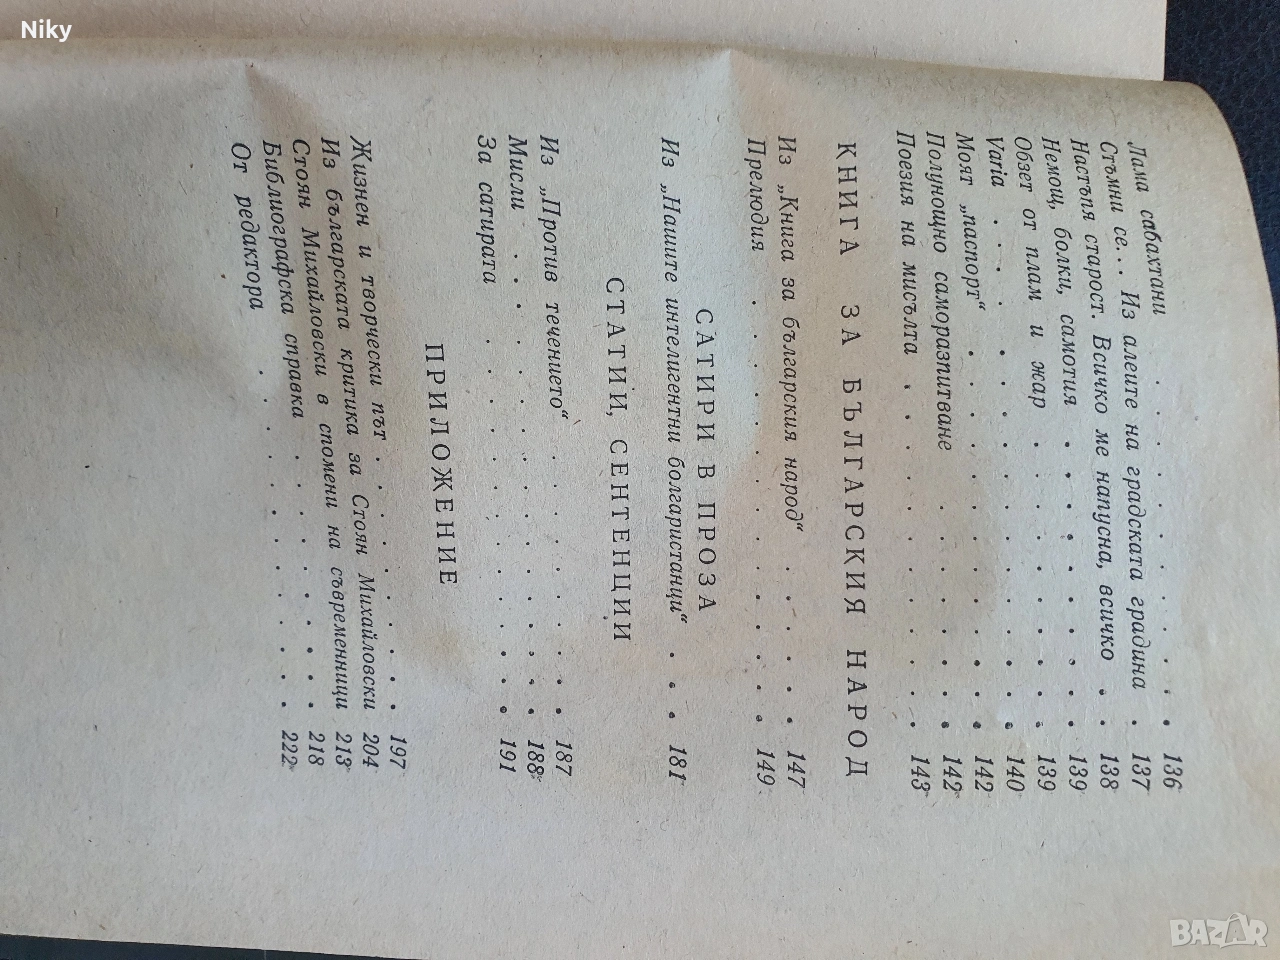 Niky
Лама сабахтани . . . . . . . . . . . 136
Стъмни се... Из алеите на градската градина . 137
Настъпя старост. Всичко ме напусна, всичко . . 138
Немощ, болки, самотия . . . . . . . . . 139
Обзет от плам и жар . . . . . . . . . 139
Varia . . . . . . . . . . . . . 140
Моят „паспорт“ . . . . . . . . . . . 142
Полунощно саморазпитване . . . . . . . . 142
Поезия на мисълта . . . . . . . . . . 143
КНИГА ЗА БЪЛГАРСКИЯ НАРОД
Из „Книга за българския народ“ . . . . . 147
Прелюдия . . . . . . . . . . . . 149
САТИРИ В ПРОЗА
Из „Нашите интелигентни болгаристанци“ . . . 181
СТАТИИ, СЕНТЕНЦИИ
Из „Против течението“ . . . . . . . . . 187
Мисли . . . . . . . . . . . . . 188
За сатирата . . . . . . . . . . . . 191
ПРИЛОЖЕНИЕ
Жизнен и творчески път . . . . . . . . 197
Из българската критика за Стоян Михайловски 204
Стоян Михайловски в спомени на съвременници 213
Библиографска справка . . . . . . . . . 218
От редактора . . . . . . . . . . . 222
BAZAR